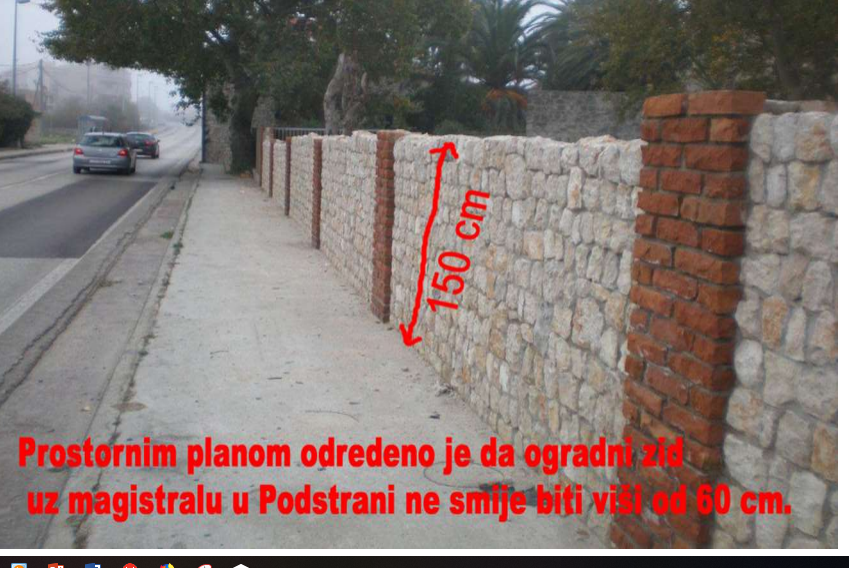 150 cm
Prostornim planom odredeno je da ogradni zid
uz magistralu u Podstrani ne smije biti viši od 60 cm.